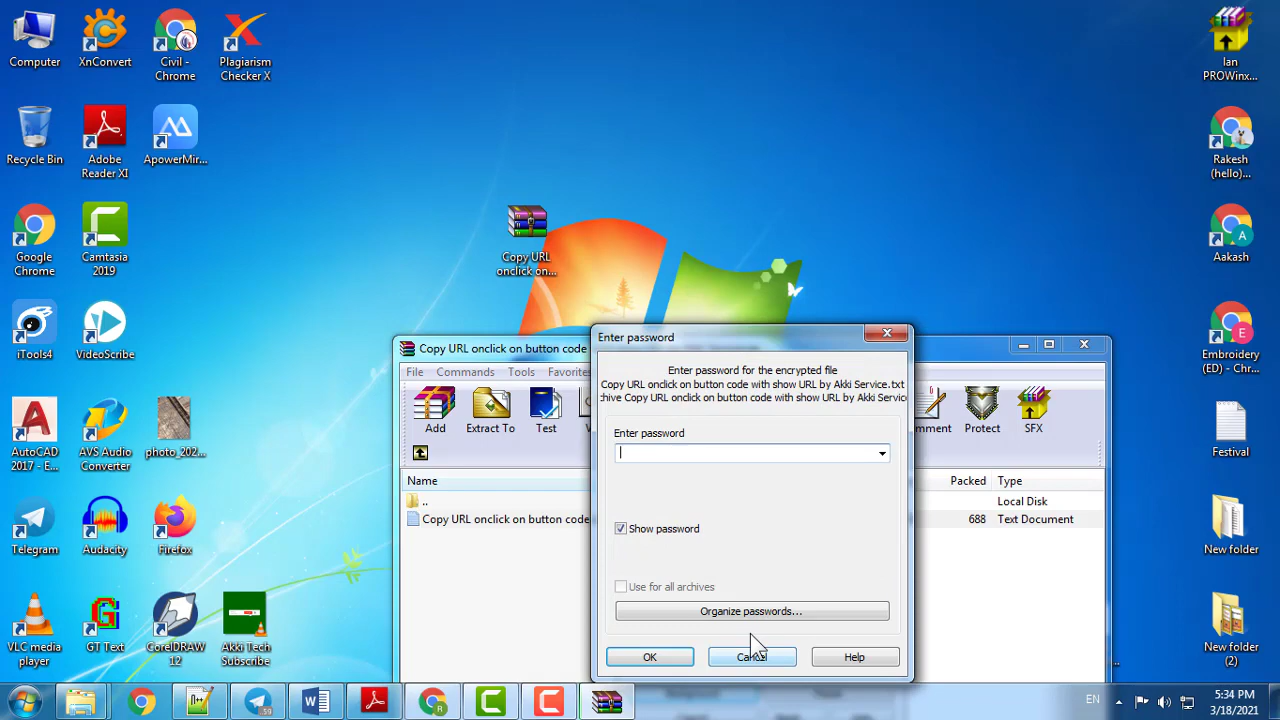 Computer
XnConvert
Civil -
Chrome
Plagiarism
Checker X
Recycle Bin
Adobe
Reader XI
ApowerMir...
Google
Chrome
Camtasia
2019
iTools4
VideoScribe
AutoCAD
2017 - E...
AVS Audio
Converter
photo_202...
Telegram
Audacity
Firefox
VLC media
player
GT Text
CorelDRAW
12
Akki Tech
Subscribe
Copy URL
onclick on...
Ian
PROWinx...
Rakesh
(hello)...
Aakash
Embroidery
(ED) - Chr...
Festival
New folder
New folder
(2)
Copy URL onclick on button code
File Commands Tools Favorites
Add Extract To Test Protect SFX
Name Packed Type
.. Local Disk
Copy URL onclick on button code 688 Text Document
Enter password
Enter password for the encrypted file
Copy URL onclick on button code with show URL by Akki Service.txt
hive Copy URL onclick on button code with show URL by Akki Service
Enter password
Show password
Use for all archives
Organize passwords...
OK Cancel Help
59
EN
5:34 PM
3/18/2021